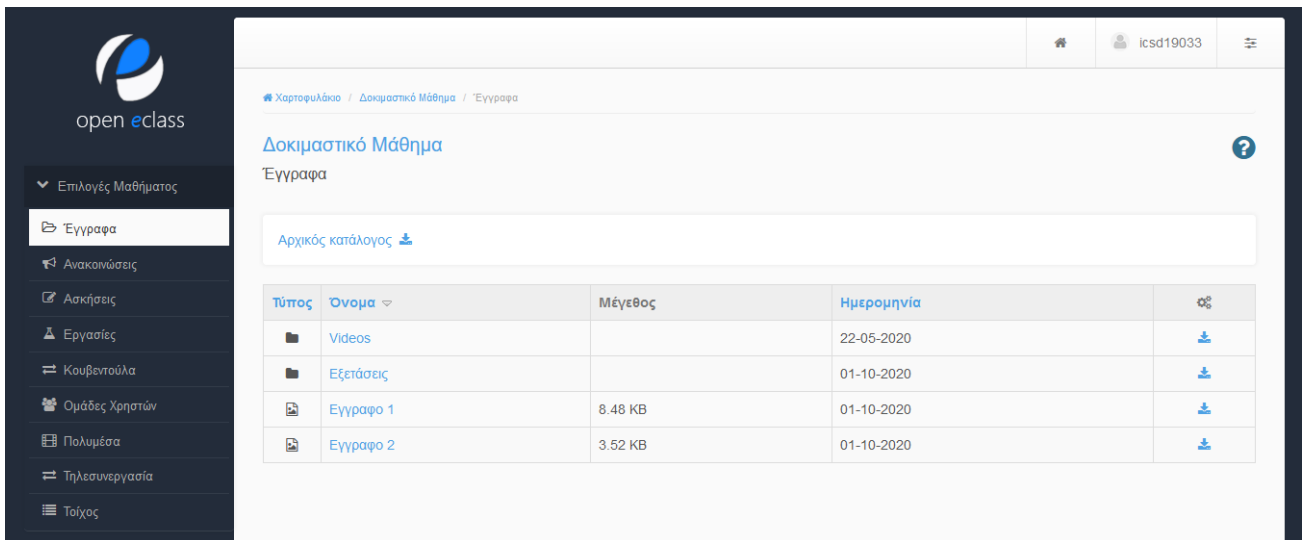 open eclass
icsd19033
Χαρτοφυλάκιο / Δοκιμαστικό Μάθημα / Έγγραφα
Δοκιμαστικό Μάθημα
?
Έγγραφα
Αρχικός κατάλογος
Τύπος Όνομα Μέγεθος Ημερομηνία
Videos 22-05-2020
Εξετάσεις 01-10-2020
Εγγραφο 1 8.48 KB 01-10-2020
Εγγραφο 2 3.52 KB 01-10-2020
Επιλογές Μαθήματος
Έγγραφα
Ανακοινώσεις
Ασκήσεις
Εργασίες
Κουβεντούλα
Ομάδες Χρηστών
Πολυμέσα
Τηλεσυνεργασία
Τοίχος